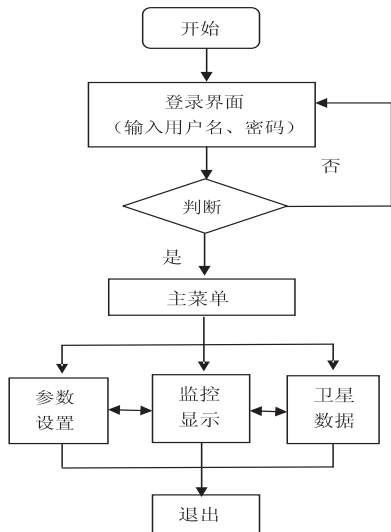 开始
登录界面
（输入用户名、密码）
否
判断
是
主菜单
参数
设置
监控
显示
卫星
数据
退出